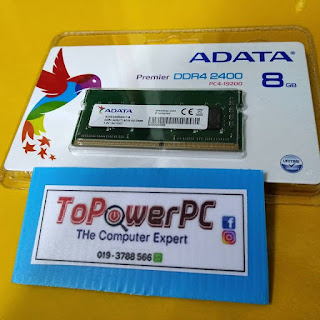 ADATA
Premier DDR4 2400
PC4-19200
8 GB
ADATA
ToPowerPC
THe Computer Expert
019-3788 566